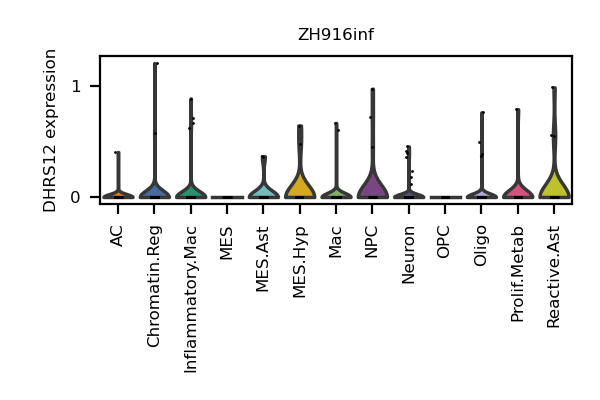 ZH916inf
DHRS12 expression
1
0
AC
Chromatin.Reg
Inflammatory.Mac
MES
MES.Ast
MES.Hyp
Mac
NPC
Neuron
OPC
Oligo
Prolif.Metab
Reactive.Ast